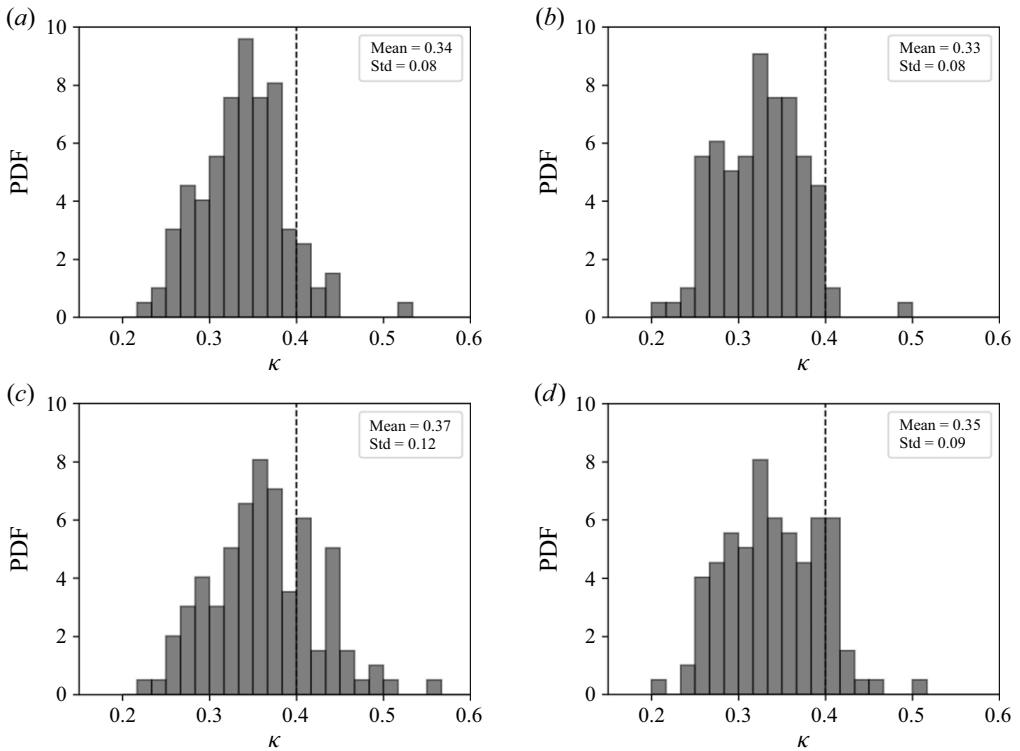 (a)
10
8
6
4
2
0
PDF
Mean = 0.34
Std = 0.08
0.2 0.3 0.4 0.5 0.6
κ
(b)
10
8
6
4
2
0
PDF
Mean = 0.33
Std = 0.08
0.2 0.3 0.4 0.5 0.6
κ
(c)
10
8
6
4
2
0
PDF
Mean = 0.37
Std = 0.12
0.2 0.3 0.4 0.5 0.6
κ
(d)
10
8
6
4
2
0
PDF
Mean = 0.35
Std = 0.09
0.2 0.3 0.4 0.5 0.6
κ